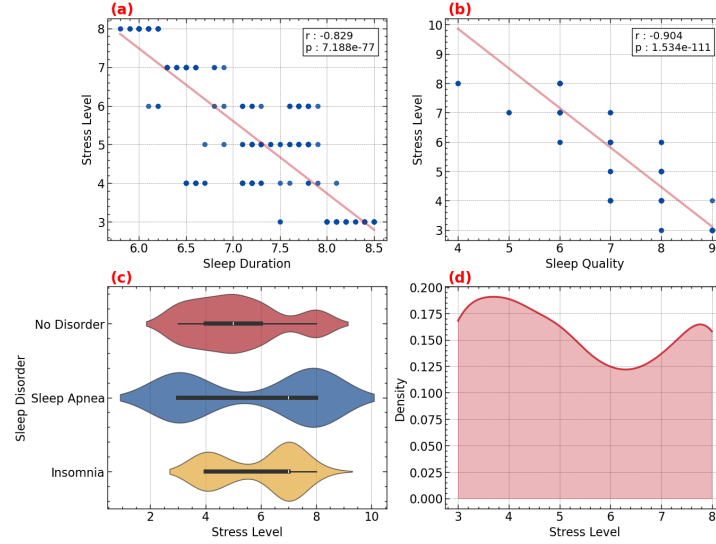 (a)
r : -0.829
p : 7.188e-77
Stress Level
8
7
6
5
4
3
6.0 6.5 7.0 7.5 8.0 8.5
Sleep Duration
(b)
r : -0.904
p : 1.534e-111
Stress Level
10
9
8
7
6
5
4
3
4 5 6 7 8 9
Sleep Quality
(c)
Sleep Disorder
No Disorder
Sleep Apnea
Insomnia
2 4 6 8 10
Stress Level
(d)
Density
0.200
0.175
0.150
0.125
0.100
0.075
0.050
0.025
0.000
3 4 5 6 7 8
Stress Level